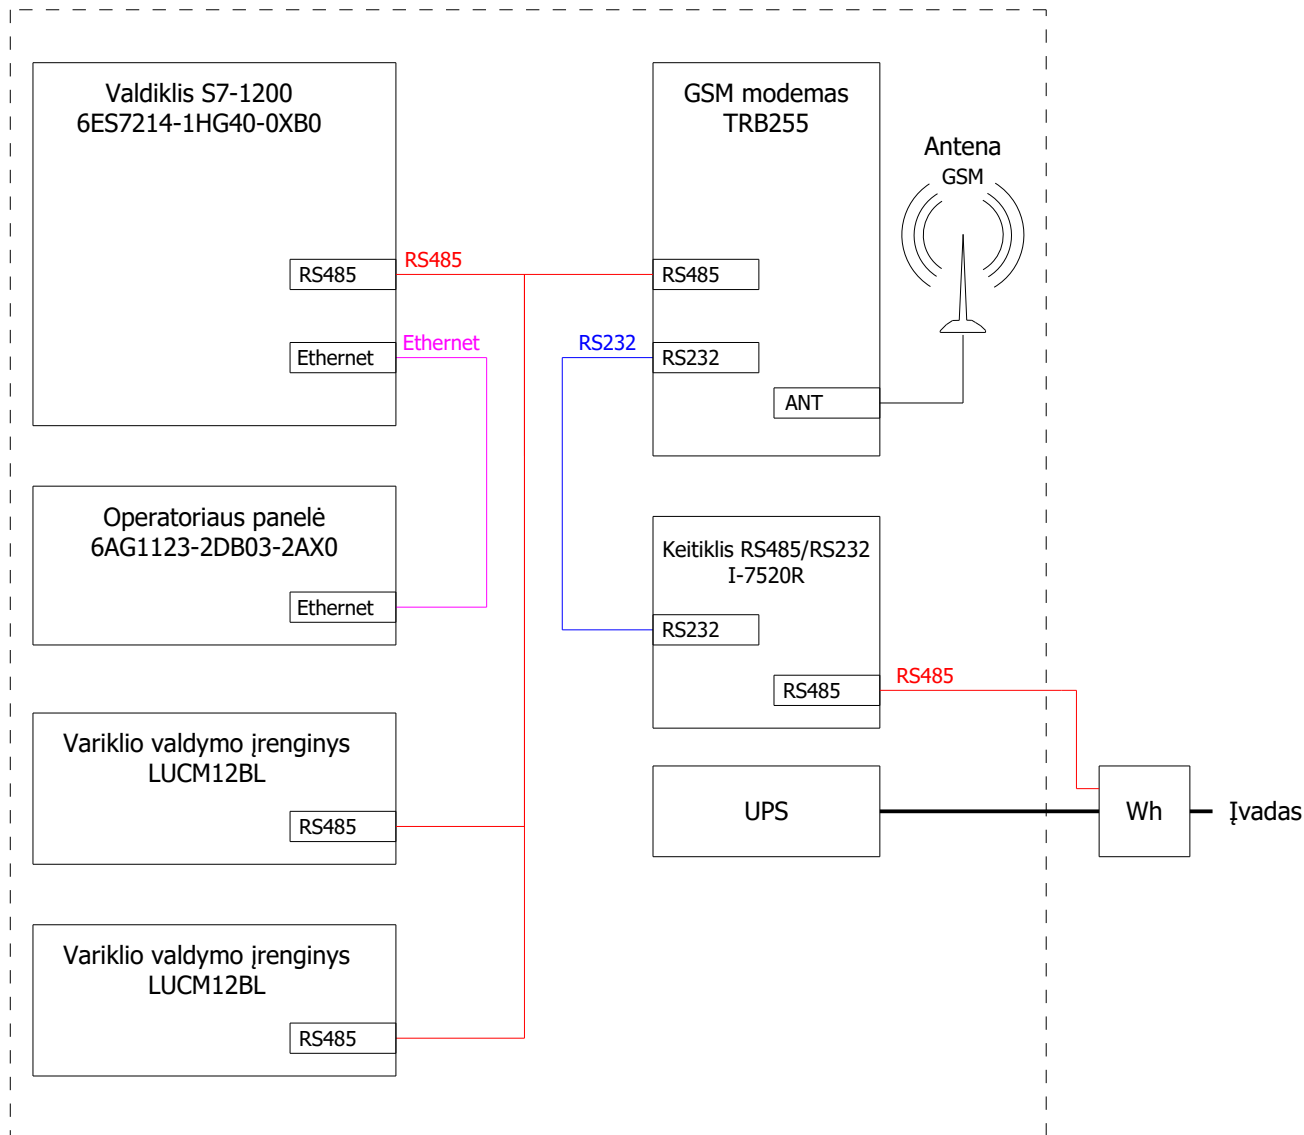 Valdiklis S7-1200
6ES7214-1HG40-0XB0
RS485
Ethernet
RS485
Ethernet
GSM modemas
TRB255
RS485
RS232
RS232
ANT
Antena
GSM
Operatoriaus panelė
6AG1123-2DB03-2AX0
Ethernet
Keitiklis RS485/RS232
I-7520R
RS232
RS485
RS485
Variklio valdymo įrenginys
LUCM12BL
RS485
UPS
Wh
Įvadas
Variklio valdymo įrenginys
LUCM12BL
RS485